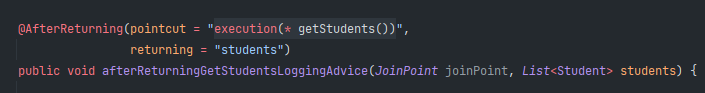 @AfterReturning(pointcut = "execution(* getStudents())",
returning = "students")
public void afterReturningGetStudentsLoggingAdvice(JoinPoint joinPoint, List<Student> students) {